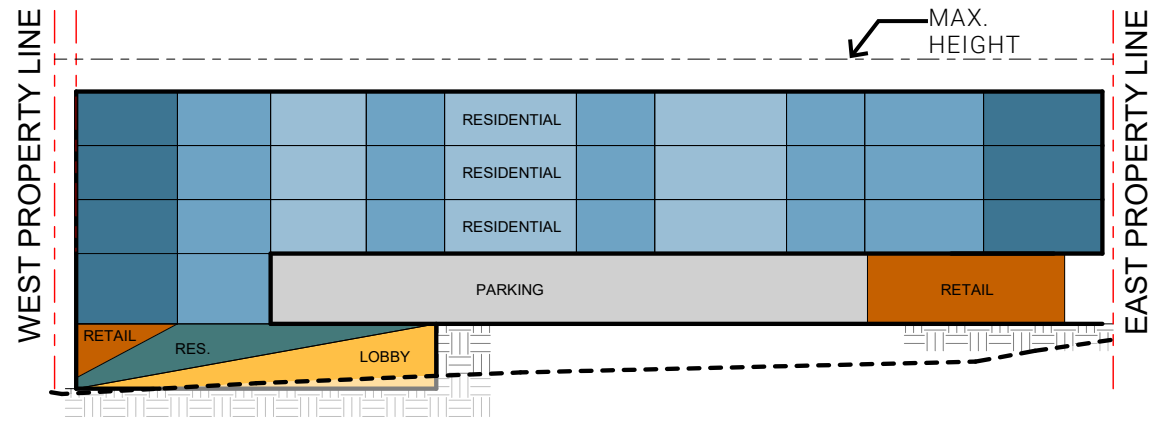 WEST PROPERTY LINE
MAX.
HEIGHT
EAST PROPERTY LINE
RESIDENTIAL
RESIDENTIAL
RESIDENTIAL
PARKING
RETAIL
RETAIL
RES.
LOBBY